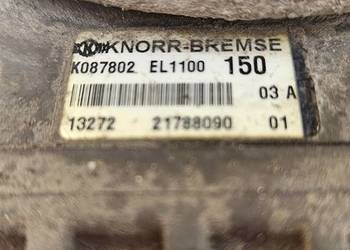 KNORR-BREMSE
K087802 EL1100 150
03 A
13272 21788090 01